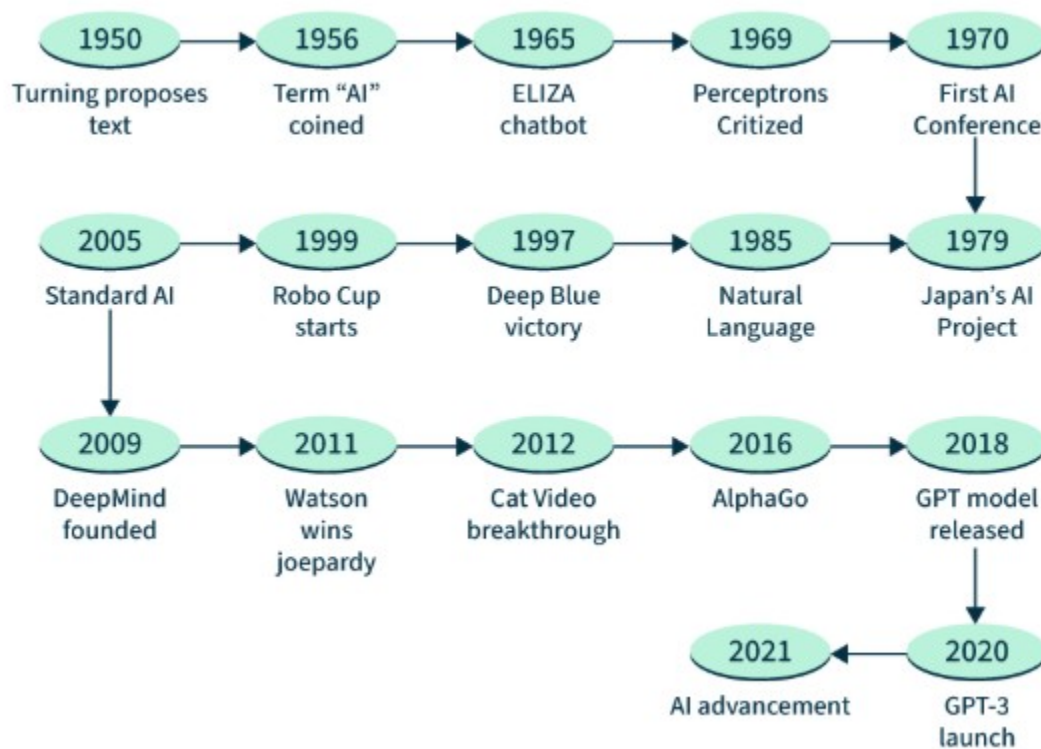 1950
Turning proposes
text
1956
Term “AI”
coined
1965
ELIZA
chatbot
1969
Perceptrons
Critized
1970
First AI
Conference
2005
Standard AI
1999
Robo Cup
starts
1997
Deep Blue
victory
1985
Natural
Language
1979
Japan’s AI
Project
2009
DeepMind
founded
2011
Watson
wins
joepardy
2012
Cat Video
breakthrough
2016
AlphaGo
2018
GPT model
released
2021
AI advancement
2020
GPT-3
launch